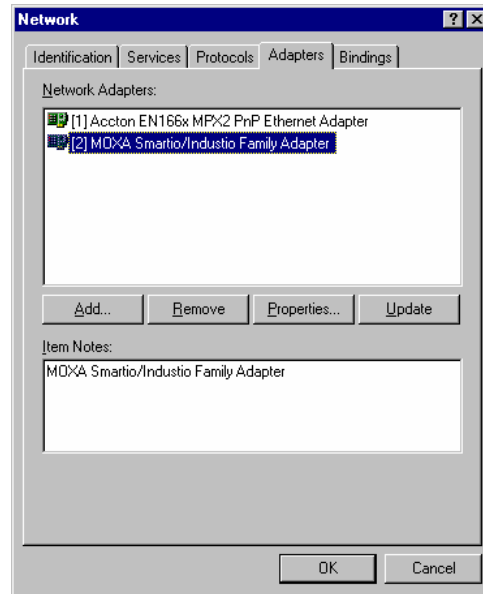 Network
Identification Services Protocols Adapters Bindings
Network Adapters:
[1] Accton EN166x MPX2 PnP Ethernet Adapter
[2] MOXA Smartio/Industio Family Adapter
Add... Remove Properties... Update
Item Notes:
MOXA Smartio/Industio Family Adapter
OK Cancel